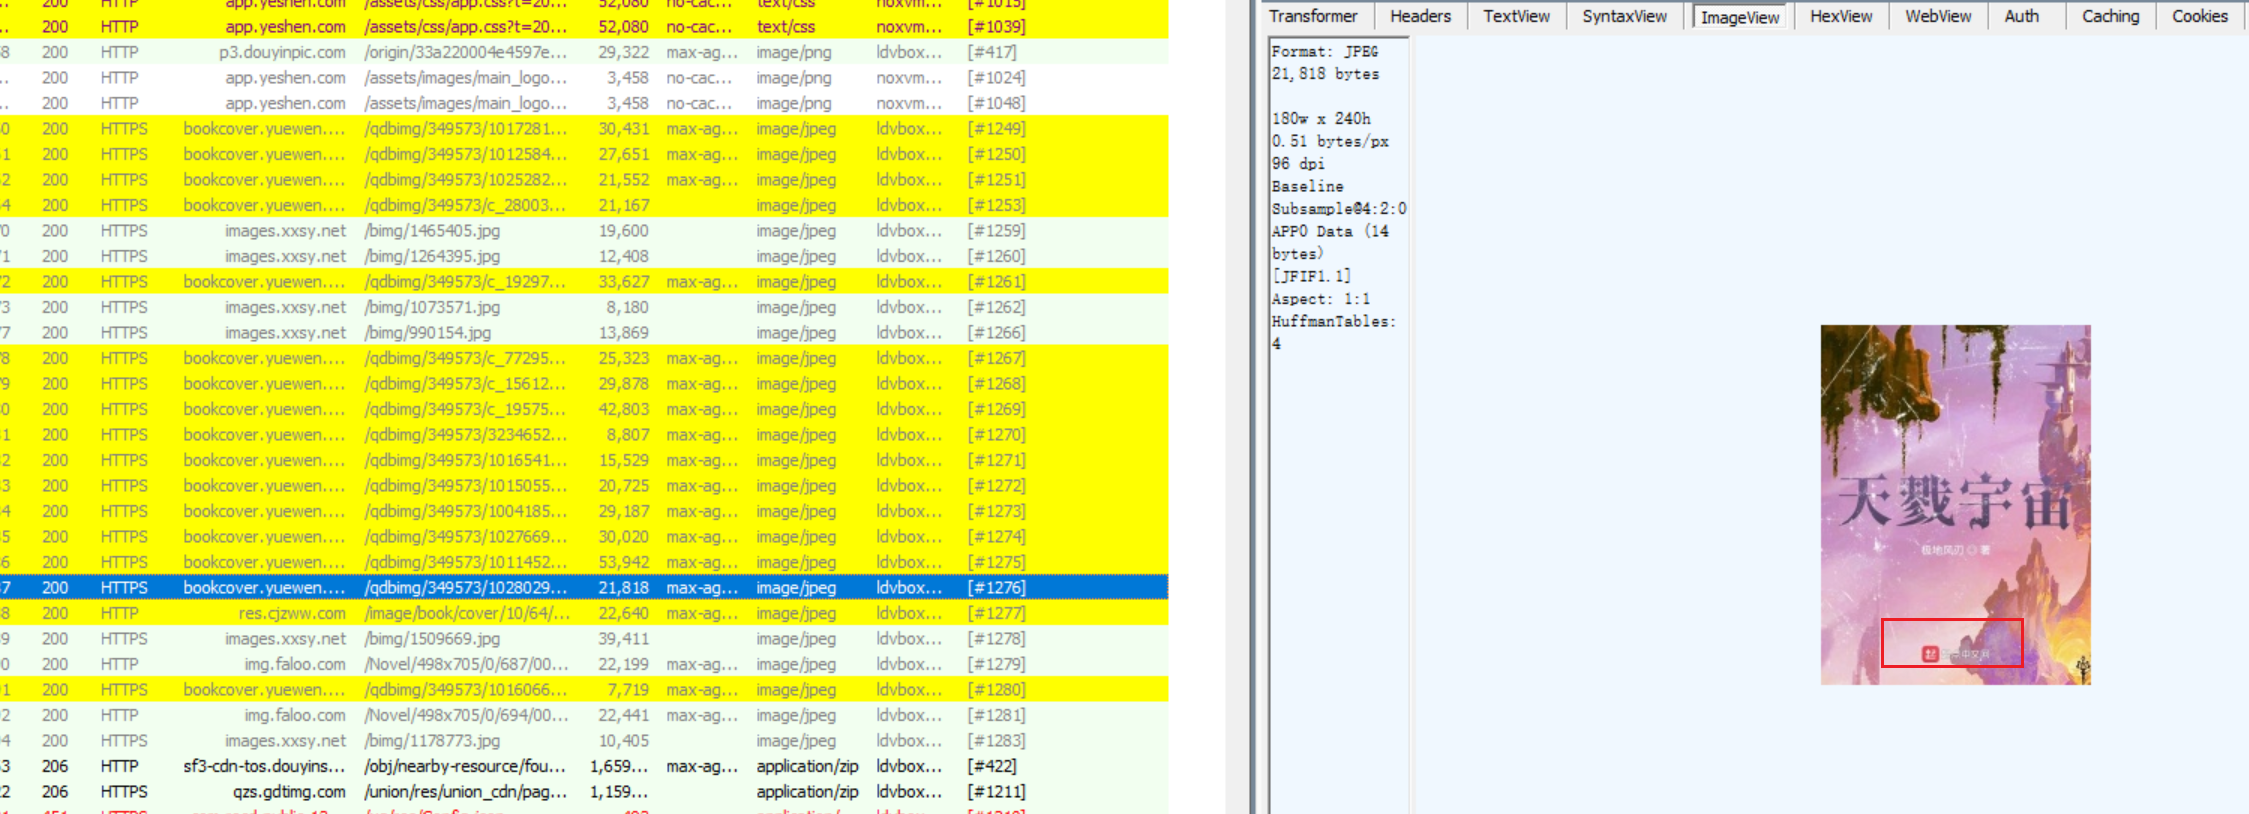 200 HTTP app.yeshen.com /assets/css/app.css?t=20... 52,080 no-cac... text/css noxvm... [#1015]
200 HTTP app.yeshen.com /assets/css/app.css?t=20... 52,080 no-cac... text/css noxvm... [#1039]
8 200 HTTP p3.douyinpic.com /origin/33a220004e4597e... 29,322 max-ag... image/png ldvbox... [#417]
.. 200 HTTP app.yeshen.com /assets/images/main_logo... 3,458 no-cac... image/png noxvm... [#1024]
.. 200 HTTP app.yeshen.com /assets/images/main_logo... 3,458 no-cac... image/png noxvm... [#1048]
0 200 HTTPS bookcover.yuewen.... /qdbimg/349573/1017281... 30,431 max-ag... image/jpeg ldvbox... [#1249]
1 200 HTTPS bookcover.yuewen.... /qdbimg/349573/1012584... 27,651 max-ag... image/jpeg ldvbox... [#1250]
2 200 HTTPS bookcover.yuewen.... /qdbimg/349573/1025282... 21,552 max-ag... image/jpeg ldvbox... [#1251]
4 200 HTTPS bookcover.yuewen.... /qdbimg/349573/c_28003... 21,167 image/jpeg ldvbox... [#1253]
0 200 HTTPS images.xxsy.net /bimg/1465405.jpg 19,600 image/jpeg ldvbox... [#1259]
1 200 HTTPS images.xxsy.net /bimg/1264395.jpg 12,408 image/jpeg ldvbox... [#1260]
2 200 HTTPS bookcover.yuewen.... /qdbimg/349573/c_19297... 33,627 max-ag... image/jpeg ldvbox... [#1261]
3 200 HTTPS images.xxsy.net /bimg/1073571.jpg 8,180 image/jpeg ldvbox... [#1262]
7 200 HTTPS images.xxsy.net /bimg/990154.jpg 13,869 image/jpeg ldvbox... [#1266]
8 200 HTTPS bookcover.yuewen.... /qdbimg/349573/c_77295... 25,323 max-ag... image/jpeg ldvbox... [#1267]
9 200 HTTPS bookcover.yuewen.... /qdbimg/349573/c_15612... 29,878 max-ag... image/jpeg ldvbox... [#1268]
0 200 HTTPS bookcover.yuewen.... /qdbimg/349573/c_19575... 42,803 max-ag... image/jpeg ldvbox... [#1269]
1 200 HTTPS bookcover.yuewen.... /qdbimg/349573/3234652... 8,807 max-ag... image/jpeg ldvbox... [#1270]
2 200 HTTPS bookcover.yuewen.... /qdbimg/349573/1016541... 15,529 max-ag... image/jpeg ldvbox... [#1271]
3 200 HTTPS bookcover.yuewen.... /qdbimg/349573/1015055... 20,725 max-ag... image/jpeg ldvbox... [#1272]
4 200 HTTPS bookcover.yuewen.... /qdbimg/349573/1004185... 29,187 max-ag... image/jpeg ldvbox... [#1273]
5 200 HTTPS bookcover.yuewen.... /qdbimg/349573/1027669... 30,020 max-ag... image/jpeg ldvbox... [#1274]
6 200 HTTPS bookcover.yuewen.... /qdbimg/349573/1011452... 53,942 max-ag... image/jpeg ldvbox... [#1275]
7 200 HTTPS bookcover.yuewen.... /qdbimg/349573/1028029... 21,818 max-ag... image/jpeg ldvbox... [#1276]
8 200 HTTP res.cjzww.com /image/book/cover/10/64/... 22,640 max-ag... image/jpeg ldvbox... [#1277]
9 200 HTTPS images.xxsy.net /bimg/1509669.jpg 39,411 image/jpeg ldvbox... [#1278]
0 200 HTTP img.faloo.com /Novel/498x705/0/687/00... 22,199 max-ag... image/jpeg ldvbox... [#1279]
1 200 HTTPS bookcover.yuewen.... /qdbimg/349573/1016066... 7,719 max-ag... image/jpeg ldvbox... [#1280]
2 200 HTTP img.faloo.com /Novel/498x705/0/694/00... 22,441 max-ag... image/jpeg ldvbox... [#1281]
4 200 HTTPS images.xxsy.net /bimg/1178773.jpg 10,405 image/jpeg ldvbox... [#1283]
3 206 HTTP sf3-cdn-tos.douyins... /obj/nearby-resource/fou... 1,659... max-ag... application/zip ldvbox... [#422]
2 206 HTTPS qzs.gdtimg.com /union/res/union_cdn/pag... 1,159... application/zip ldvbox... [#1211]
Transformer Headers TextView SyntaxView ImageView HexView WebView Auth Caching Cookies
Format: JPEG
21,818 bytes
180w x 240h
0.51 bytes/px
96 dpi
Baseline
Subsample@4:2:0
APP0 Data (14
bytes)
[JFIF1.1]
Aspect: 1:1
HuffmanTables:
4
天戮宇宙
极地风刃 ◎ 著